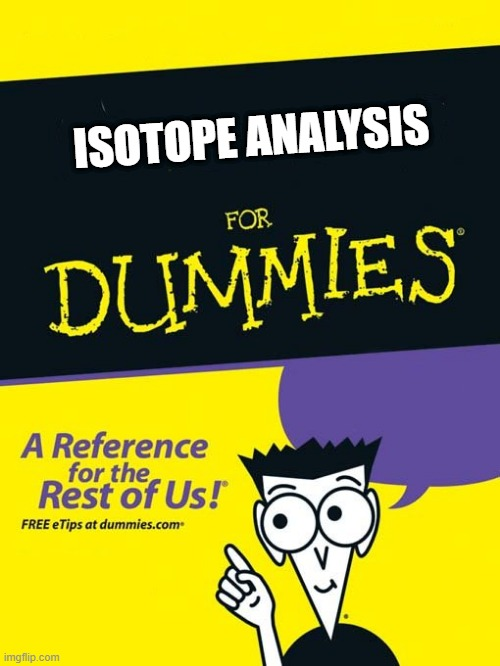 ISOTOPE ANALYSIS
FOR
DUMMIES®
A Reference
for the
Rest of Us!®
FREE eTips at dummies.com®
imgflip.com